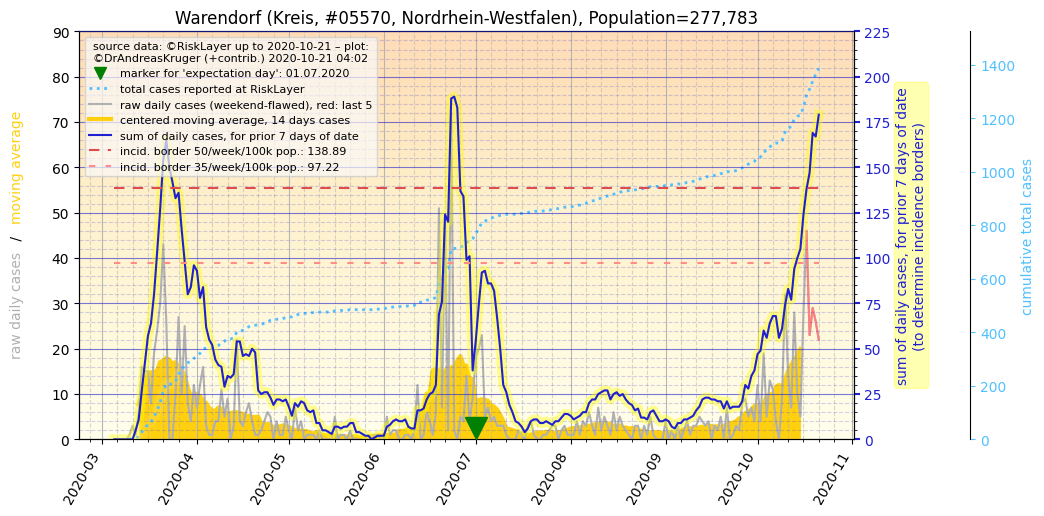 Warendorf (Kreis, #05570, Nordrhein-Westfalen), Population=277,783
source data: ©RiskLayer up to 2020-10-21 – plot:
©DrAndreasKruger (+contrib.) 2020-10-21 04:02
marker for 'expectation day': 01.07.2020
total cases reported at RiskLayer
raw daily cases (weekend-flawed), red: last 5
centered moving average, 14 days cases
sum of daily cases, for prior 7 days of date
incid. border 50/week/100k pop.: 138.89
incid. border 35/week/100k pop.: 97.22
raw daily cases / moving average
90
80
70
60
50
40
30
20
10
0
2020-03
2020-04
2020-05
2020-06
2020-07
2020-08
2020-09
2020-10
2020-11
225
200
175
150
125
100
75
50
25
0
sum of daily cases, for prior 7 days of date
(to determine incidence borders)
1400
1200
1000
800
600
400
200
0
cumulative total cases